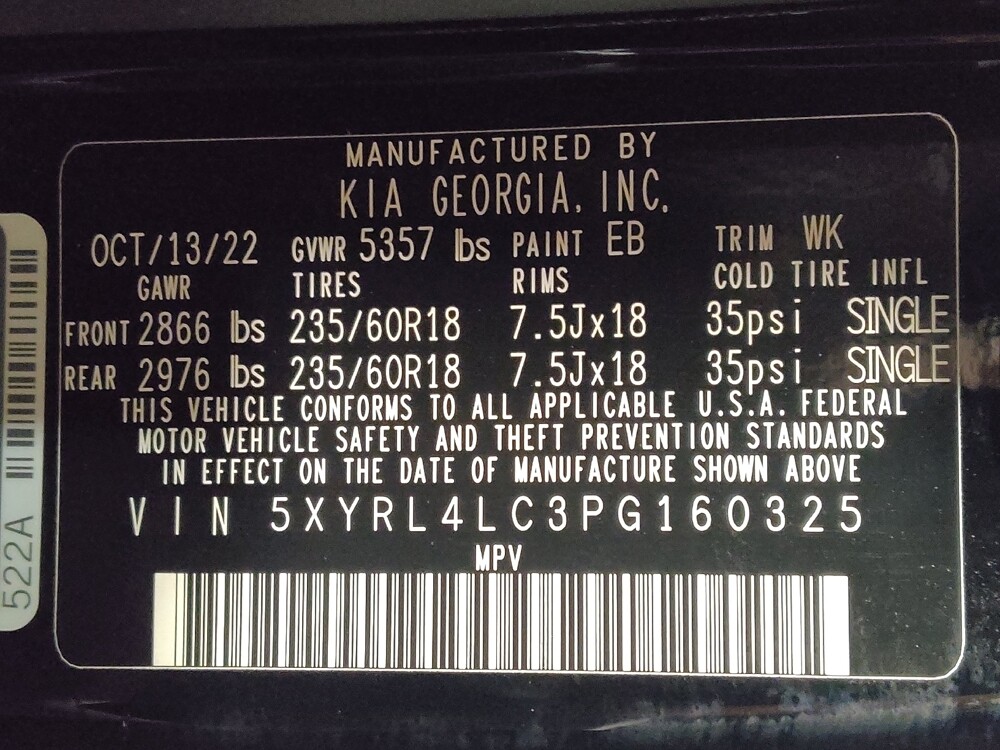 MANUFACTURED BY
KIA GEORGIA, INC.
OCT/13/22 GVWR 5357 lbs PAINT EB TRIM WK
GAWR TIRES RIMS COLD TIRE INFL
FRONT 2866 lbs 235/60R18 7.5Jx18 35psi SINGLE
REAR 2976 lbs 235/60R18 7.5Jx18 35psi SINGLE
THIS VEHICLE CONFORMS TO ALL APPLICABLE U.S.A. FEDERAL
MOTOR VEHICLE SAFETY AND THEFT PREVENTION STANDARDS
IN EFFECT ON THE DATE OF MANUFACTURE SHOWN ABOVE
VIN 5XYRL4LC3PG160325
MPV
522A